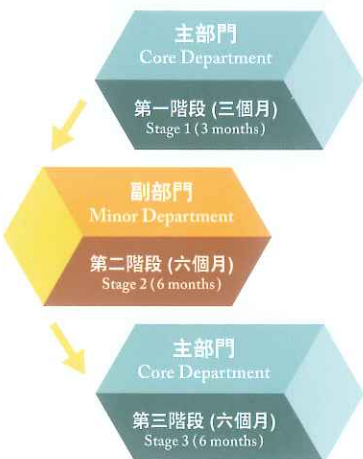 主部門
Core Department
第一階段 (三個月)
Stage 1 (3 months)
副部門
Minor Department
第二階段 (六個月)
Stage 2 (6 months)
主部門
Core Department
第三階段 (六個月)
Stage 3 (6 months)